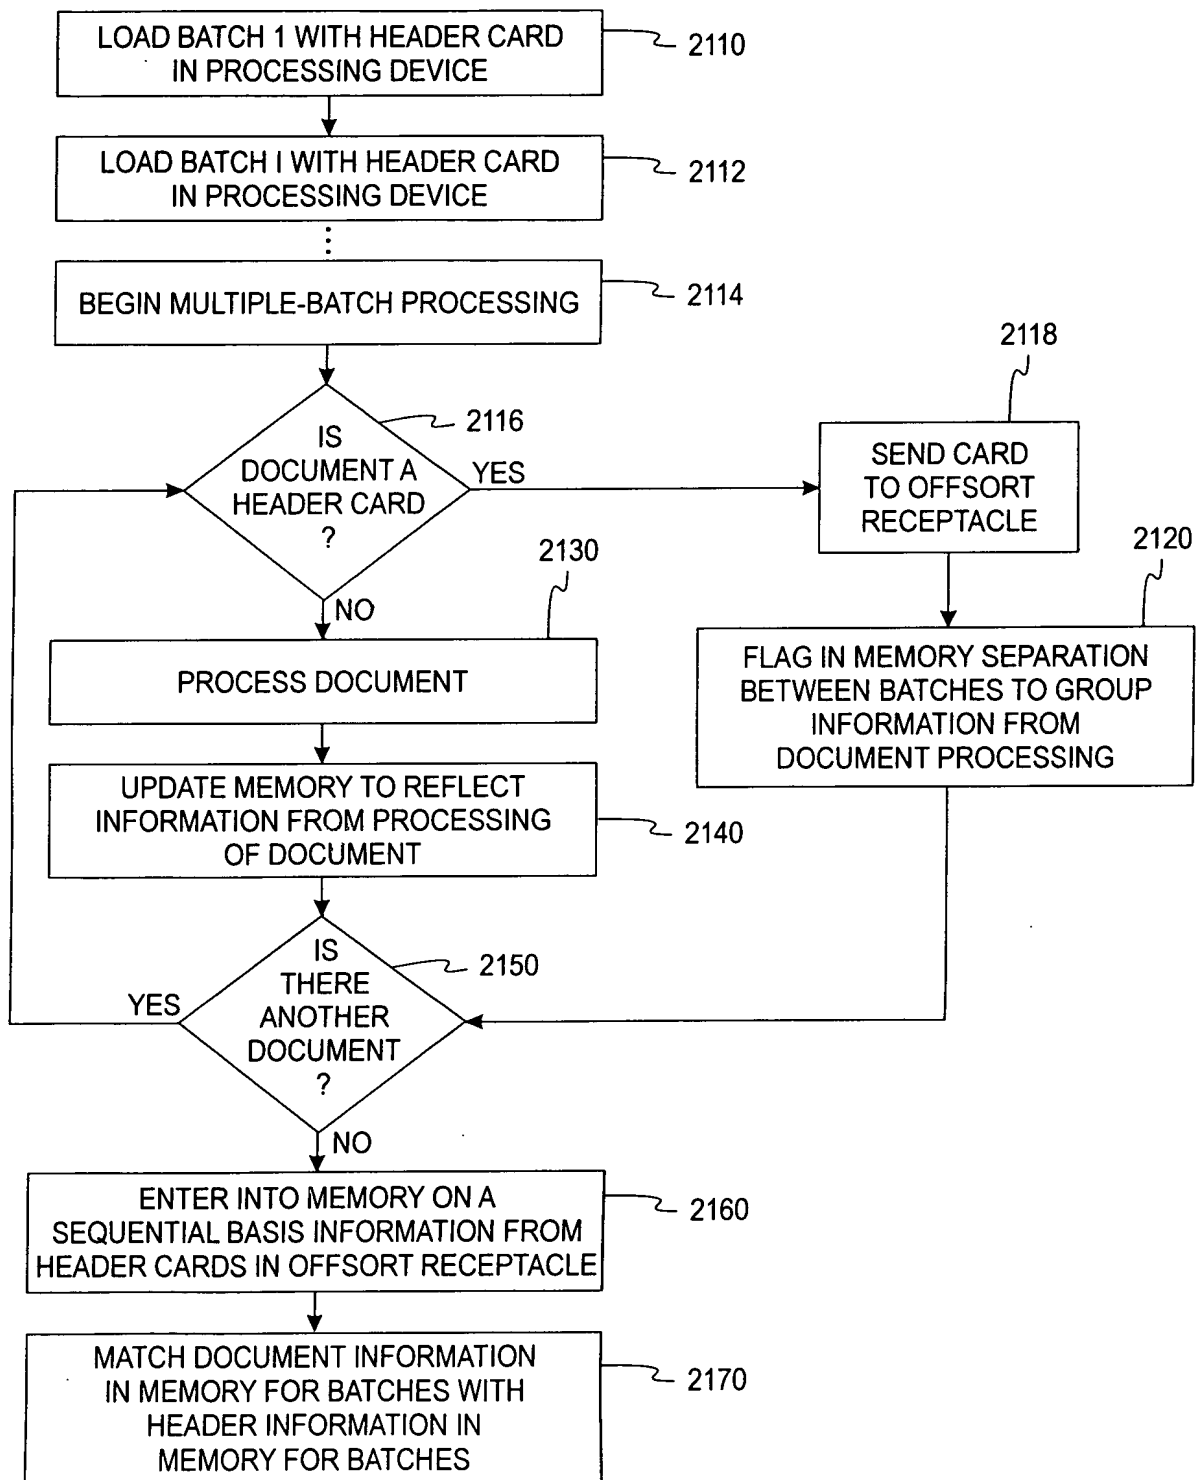 LOAD BATCH 1 WITH HEADER CARD
IN PROCESSING DEVICE
2110
LOAD BATCH I WITH HEADER CARD
IN PROCESSING DEVICE
2112
BEGIN MULTIPLE-BATCH PROCESSING
2114
2116
IS
DOCUMENT A
HEADER CARD
?
YES
NO
2118
SEND CARD
TO OFFSORT
RECEPTACLE
2120
FLAG IN MEMORY SEPARATION
BETWEEN BATCHES TO GROUP
INFORMATION FROM
DOCUMENT PROCESSING
2130
PROCESS DOCUMENT
UPDATE MEMORY TO REFLECT
INFORMATION FROM PROCESSING
OF DOCUMENT
2140
IS
THERE
ANOTHER
DOCUMENT
?
2150
YES
NO
ENTER INTO MEMORY ON A
SEQUENTIAL BASIS INFORMATION FROM
HEADER CARDS IN OFFSORT RECEPTACLE
2160
MATCH DOCUMENT INFORMATION
IN MEMORY FOR BATCHES WITH
HEADER INFORMATION IN
MEMORY FOR BATCHES
2170